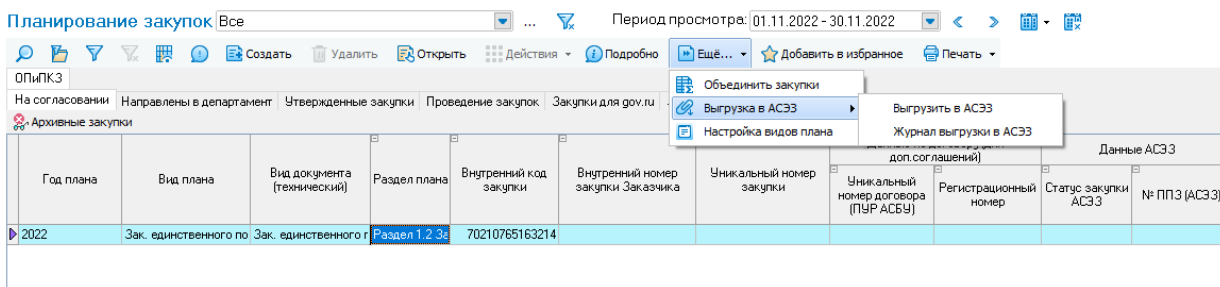 Планирование закупок Все ... Период просмотра: 01.11.2022 - 30.11.2022
Создать Удалить Открыть Действия Подробно Ещё... Добавить в избранное Печать
ОПиПКЗ
Объединить закупки
На согласовании Направлены в департамент Утвержденные закупки Проведение закупок Закупки для gov.ru
Выгрузка в АСЭЗ Выгрузить в АСЭЗ
Архивные закупки
Настройка видов плана Журнал выгрузки в АСЭЗ
доп.соглашений) Данные АСЭЗ
Год плана Вид плана Вид документа (технический) Раздел плана Внутренний код закупки Внутренний номер закупки Заказчика Уникальный номер закупки Уникальный номер договора (ПУР АСБУ) Регистрационный номер Статус закупки АСЭЗ № ППЗ (АСЭЗ)
2022 Зак. единственного по Зак. единственного г Раздел 1.2 За 70210765163214